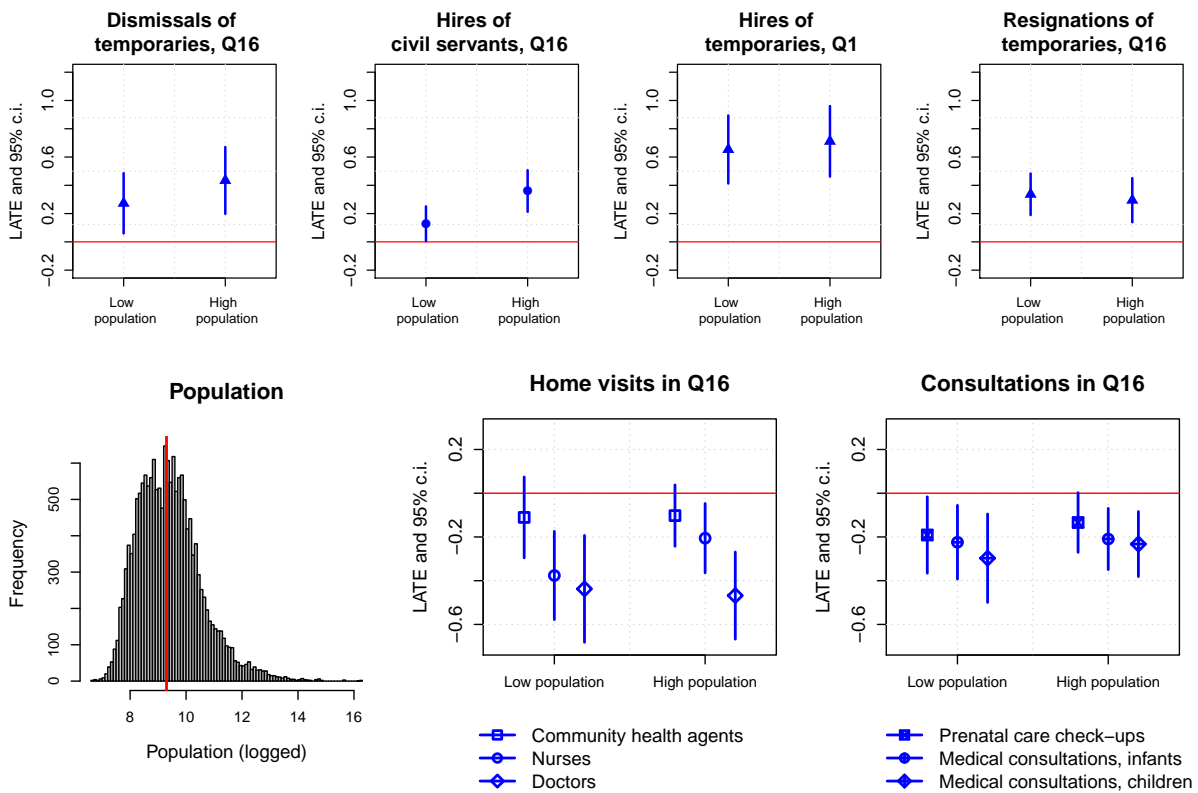 Dismissals of
temporaries, Q16
LATE and 95% c.i.
−0.2 0.2 0.6 1.0
Low
population
High
population
Hires of
civil servants, Q16
LATE and 95% c.i.
−0.2 0.2 0.6 1.0
Low
population
High
population
Hires of
temporaries, Q1
LATE and 95% c.i.
−0.2 0.2 0.6 1.0
Low
population
High
population
Resignations of
temporaries, Q16
LATE and 95% c.i.
−0.2 0.2 0.6 1.0
Low
population
High
population
Population
Frequency
0 100 300 500
8 10 12 14 16
Population (logged)
Home visits in Q16
LATE and 95% c.i.
−0.6 −0.2 0.2
Low population High population
Community health agents
Nurses
Doctors
Consultations in Q16
LATE and 95% c.i.
−0.6 −0.2 0.2
Low population High population
Prenatal care check−ups
Medical consultations, infants
Medical consultations, children